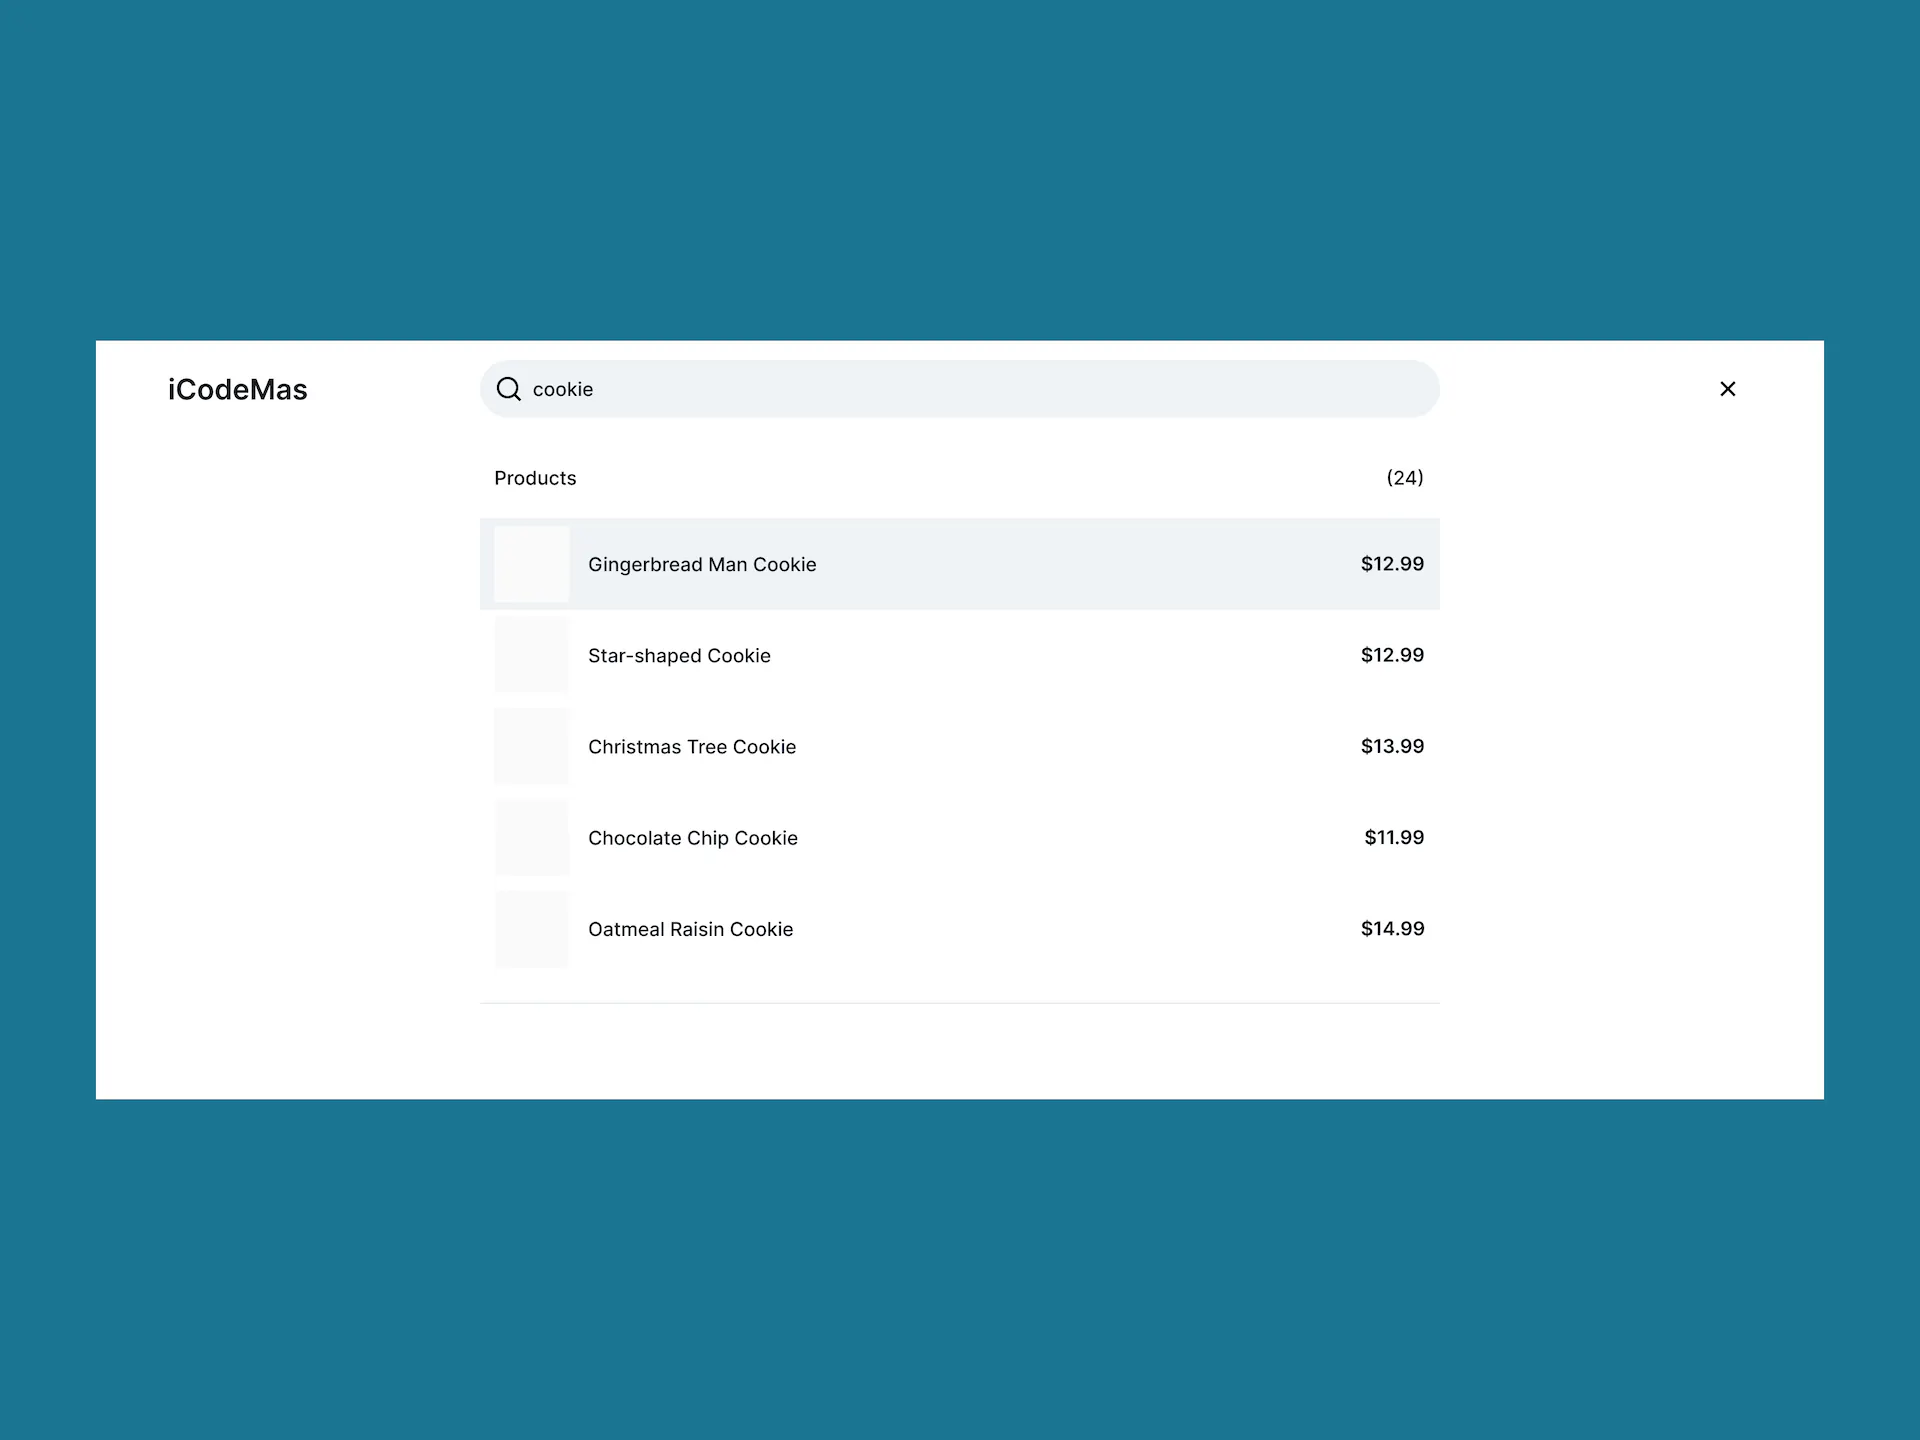 iCodeMas
cookie
Products (24)
Gingerbread Man Cookie $12.99
Star-shaped Cookie $12.99
Christmas Tree Cookie $13.99
Chocolate Chip Cookie $11.99
Oatmeal Raisin Cookie $14.99